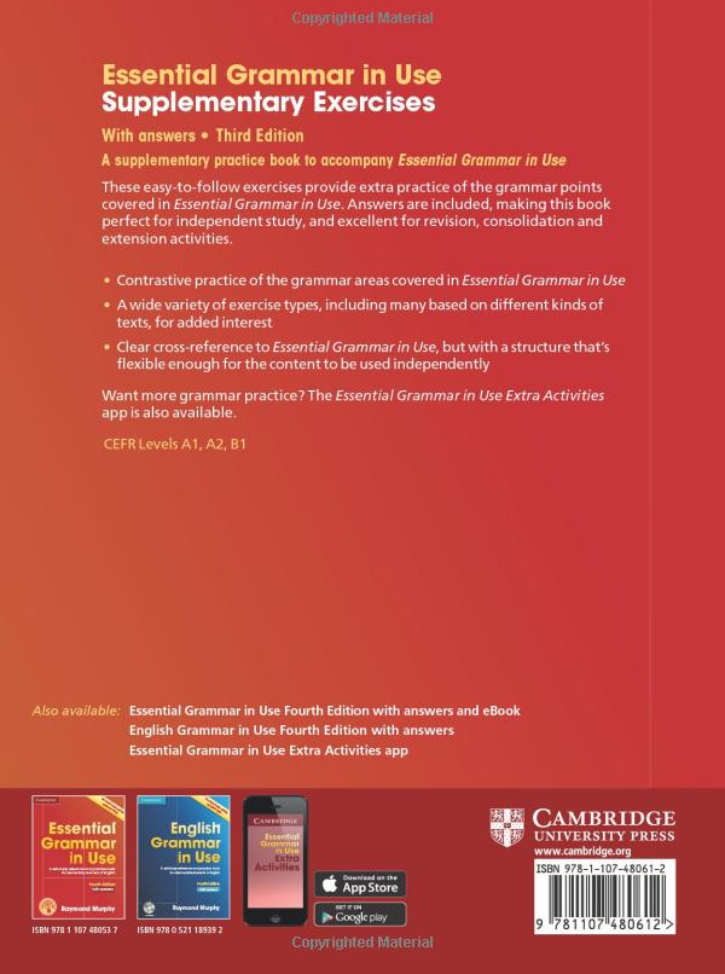 Copyrighted Material
Essential Grammar in Use
Supplementary Exercises
With answers • Third Edition
A supplementary practice book to accompany Essential Grammar in Use
These easy-to-follow exercises provide extra practice of the grammar points
covered in Essential Grammar in Use. Answers are included, making this book
perfect for independent study, and excellent for revision, consolidation and
extension activities.
• Contrastive practice of the grammar areas covered in Essential Grammar in Use
• A wide variety of exercise types, including many based on different kinds of
texts, for added interest
• Clear cross-reference to Essential Grammar in Use, but with a structure that's
flexible enough for the content to be used independently
Want more grammar practice? The Essential Grammar in Use Extra Activities
app is also available.
CEFR Levels A1, A2, B1
Also available: Essential Grammar in Use Fourth Edition with answers and eBook
English Grammar in Use Fourth Edition with answers
Essential Grammar in Use Extra Activities app
Essential
Grammar
in Use
Fourth Edition
Raymond Murphy
ISBN 978 1 107 48053 7
English
Grammar
in Use
Fourth Edition
Raymond Murphy
ISBN 978 0 521 18939 2
CAMBRIDGE
Essential
Grammar
in Use
Extra
Activities
Download on the
App Store
GET IT ON
Google play
CAMBRIDGE
UNIVERSITY PRESS
www.cambridge.org
ISBN 978-1-107-48061-2
9 781107 480612 >
Copyrighted Material